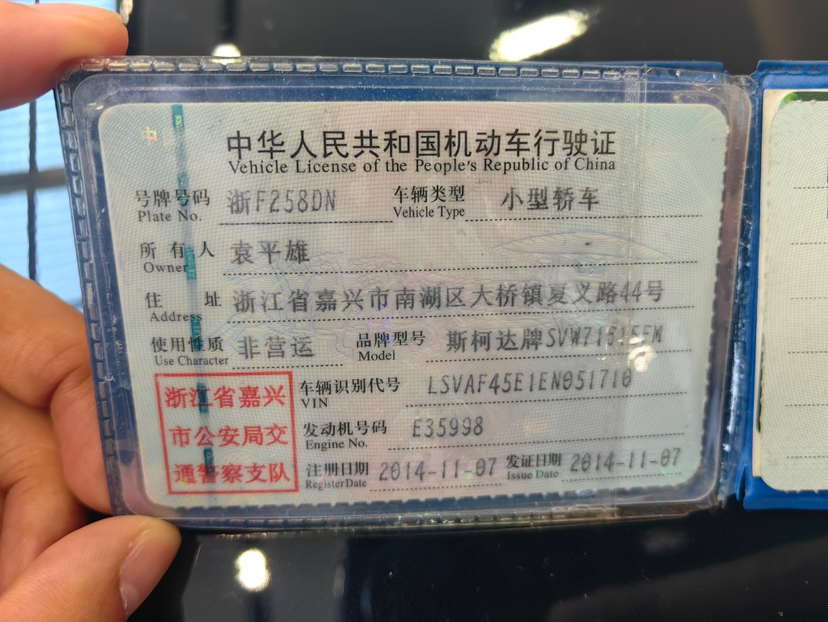 中华人民共和国机动车行驶证
Vehicle License of the People's Republic of China
号牌号码 浙F258DN 车辆类型 小型轿车
Plate No. Vehicle Type
所有人 袁平雄
Owner
住址 浙江省嘉兴市南湖区大桥镇夏义路44号
Address
使用性质 非营运 品牌型号 斯柯达牌
Use Character Model
浙江省嘉兴
市公安局交
通警察支队
车辆识别代号 LSVAF45E1EN051710
VIN
发动机号码 E35998
Engine No.
注册日期 2014-11-07 发证日期 2014-11-07
Register Date Issue Date